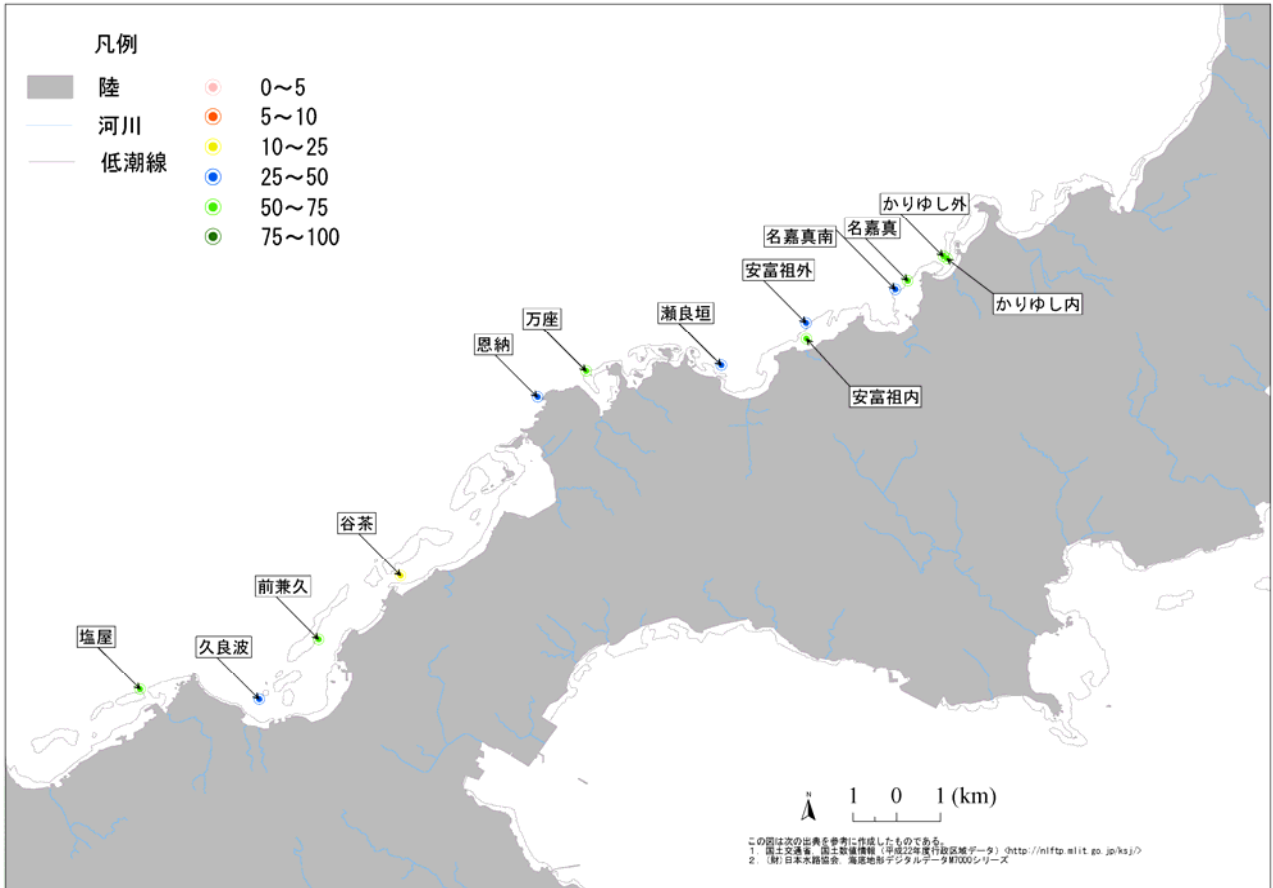 凡例
陸
河川
低潮線
0～5
5～10
10～25
25～50
50～75
75～100
かりゆし外
名嘉真
名嘉真南
安富祖外
かりゆし内
瀬良垣
万座
恩納
安富祖内
谷茶
前兼久
塩屋
久良波
N
1 0 1 (km)
この図は次の出典を参考に作成したものである。
1. 国土交通省. 国土数値情報 (平成22年度行政区域データ) <http://nlftp.mlit.go.jp/ksj/>
2. (財)日本水路協会. 海底地形デジタルデータM7000シリーズ